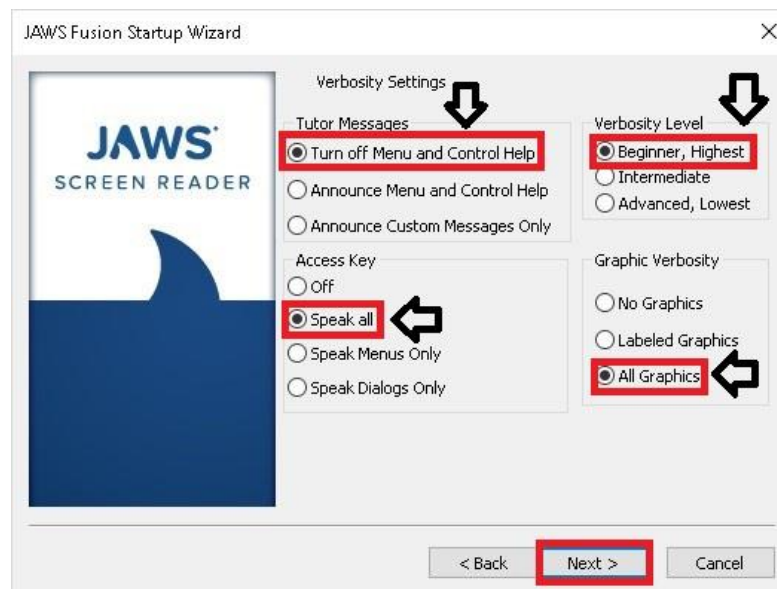 JAWS Fusion Startup Wizard
JAWS
SCREEN READER
Verbosity Settings
Tutor Messages
Turn off Menu and Control Help
Announce Menu and Control Help
Announce Custom Messages Only
Verbosity Level
Beginner, Highest
Intermediate
Advanced, Lowest
Access Key
Off
Speak all
Speak Menus Only
Speak Dialogs Only
Graphic Verbosity
No Graphics
Labeled Graphics
All Graphics
< Back
Next >
Cancel